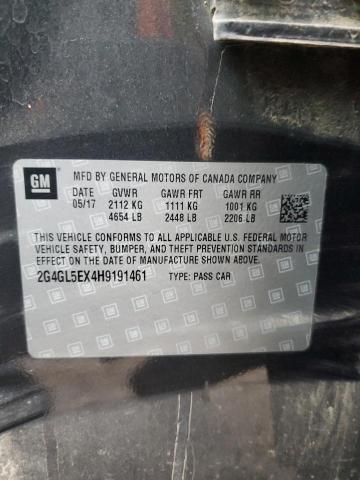 GM
MFD BY GENERAL MOTORS OF CANADA COMPANY
DATE GVWR GAWR FRT GAWR RR
05/17 2112 KG 1111 KG 1001 KG
4654 LB 2448 LB 2206 LB
THIS VEHICLE CONFORMS TO ALL APPLICABLE U.S. FEDERAL MOTOR
VEHICLE SAFETY, BUMPER, AND THEFT PREVENTION STANDARDS IN
EFFECT ON THE DATE OF MANUFACTURE SHOWN ABOVE.
2G4GL5EX4H9191461 TYPE: PASS CAR